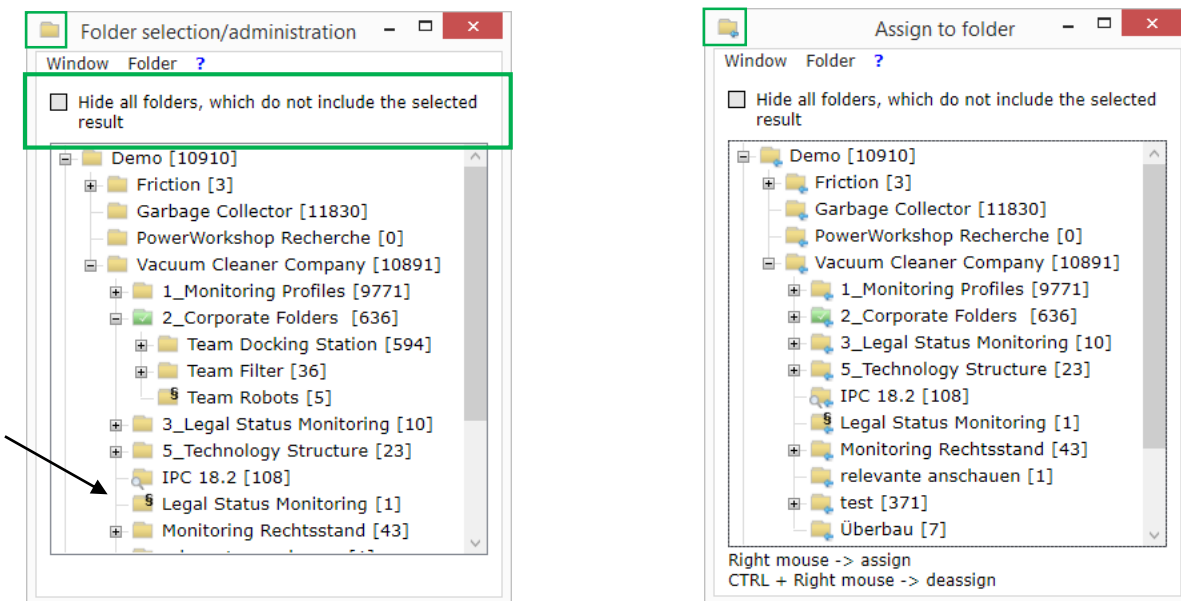 Folder selection/administration
Window Folder ?
Hide all folders, which do not include the selected
result
Demo [10910]
Friction [3]
Garbage Collector [11830]
PowerWorkshop Recherche [0]
Vacuum Cleaner Company [10891]
1_Monitoring Profiles [9771]
2_Corporate Folders [636]
Team Docking Station [594]
Team Filter [36]
§ Team Robots [5]
3_Legal Status Monitoring [10]
5_Technology Structure [23]
IPC 18.2 [108]
§ Legal Status Monitoring [1]
Monitoring Rechtsstand [43]
Assign to folder
Window Folder ?
Hide all folders, which do not include the selected
result
Demo [10910]
Friction [3]
Garbage Collector [11830]
PowerWorkshop Recherche [0]
Vacuum Cleaner Company [10891]
1_Monitoring Profiles [9771]
2_Corporate Folders [636]
3_Legal Status Monitoring [10]
5_Technology Structure [23]
IPC 18.2 [108]
§ Legal Status Monitoring [1]
Monitoring Rechtsstand [43]
relevante anschauen [1]
test [371]
Überbau [7]
Right mouse -> assign
CTRL + Right mouse -> deassign